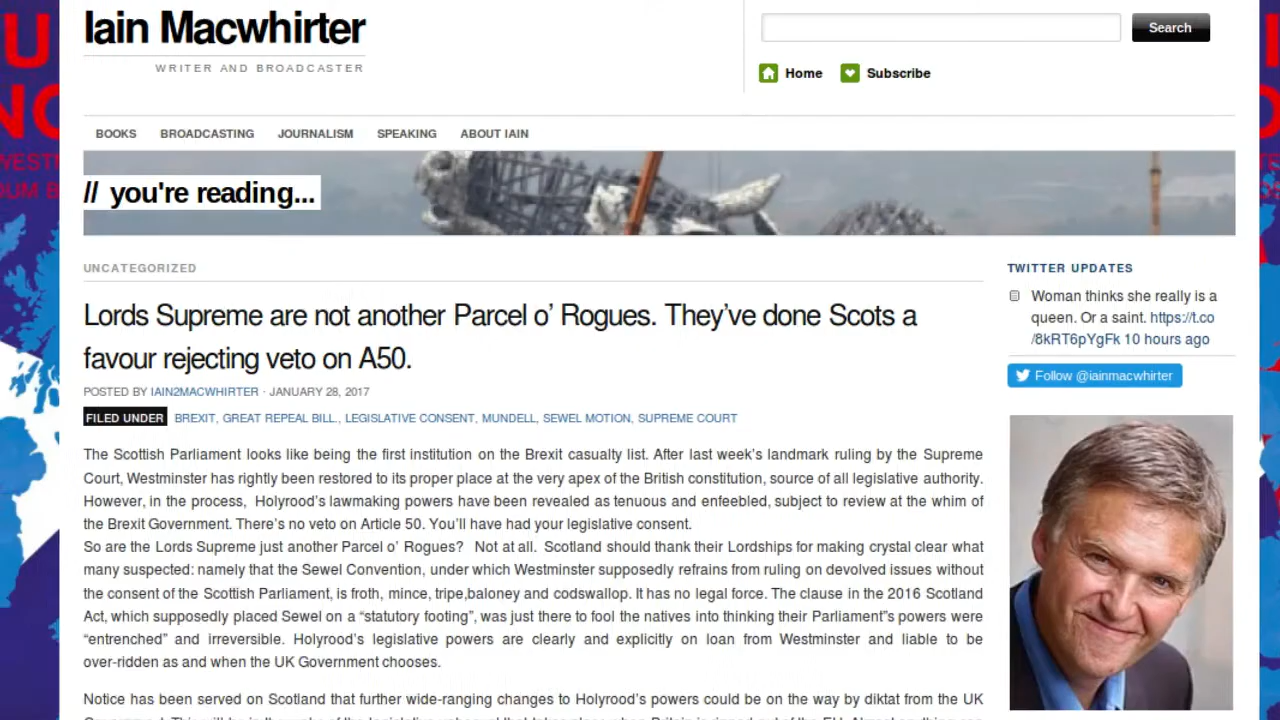 Iain Macwhirter
WRITER AND BROADCASTER
Search
Home
Subscribe
BOOKS BROADCASTING JOURNALISM SPEAKING ABOUT IAIN
// you're reading...
UNCATEGORIZED
Lords Supreme are not another Parcel o’ Rogues. They’ve done Scots a
favour rejecting veto on A50.
POSTED BY IAIN2MACWHIRTER · JANUARY 28, 2017
FILED UNDER BREXIT, GREAT REPEAL BILL., LEGISLATIVE CONSENT, MUNDELL, SEWEL MOTION, SUPREME COURT
The Scottish Parliament looks like being the first institution on the Brexit casualty list. After last week’s landmark ruling by the Supreme
Court, Westminster has rightly been restored to its proper place at the very apex of the British constitution, source of all legislative authority.
However, in the process, Holyrood’s lawmaking powers have been revealed as tenuous and enfeebled, subject to review at the whim of
the Brexit Government. There’s no veto on Article 50. You’ll have had your legislative consent.
So are the Lords Supreme just another Parcel o’ Rogues? Not at all. Scotland should thank their Lordships for making crystal clear what
many suspected: namely that the Sewel Convention, under which Westminster supposedly refrains from ruling on devolved issues without
the consent of the Scottish Parliament, is froth, mince, tripe,baloney and codswallop. It has no legal force. The clause in the 2016 Scotland
Act, which supposedly placed Sewel on a “statutory footing”, was just there to fool the natives into thinking their Parliament”s powers were
“entrenched” and irreversible. Holyrood’s legislative powers are clearly and explicitly on loan from Westminster and liable to be
over-ridden as and when the UK Government chooses.
Notice has been served on Scotland that further wide-ranging changes to Holyrood’s powers could be on the way by diktat from the UK
TWITTER UPDATES
Woman thinks she really is a
queen. Or a saint. https://t.co
/8kRT6pYgFk 10 hours ago
Follow @iainmacwhirter